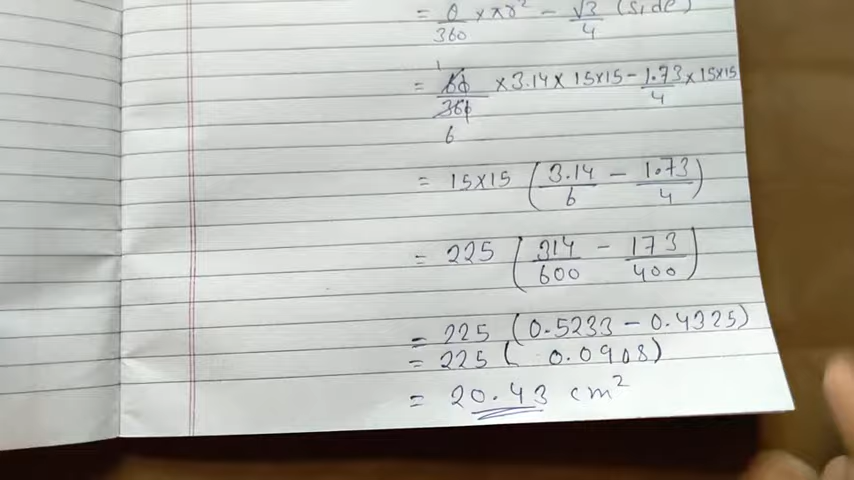 = θ/360 × πr² − √3/4 (side)
= 60/360 × 3.14 × 15×15 − 1.73/4 × 15×15
1
6
= 15×15 (3.14/6 − 1.73/4)
= 225 (314/600 − 173/400)
= 225 (0.5233 − 0.4325)
= 225 ( 0.0908)
= 20.43 cm²